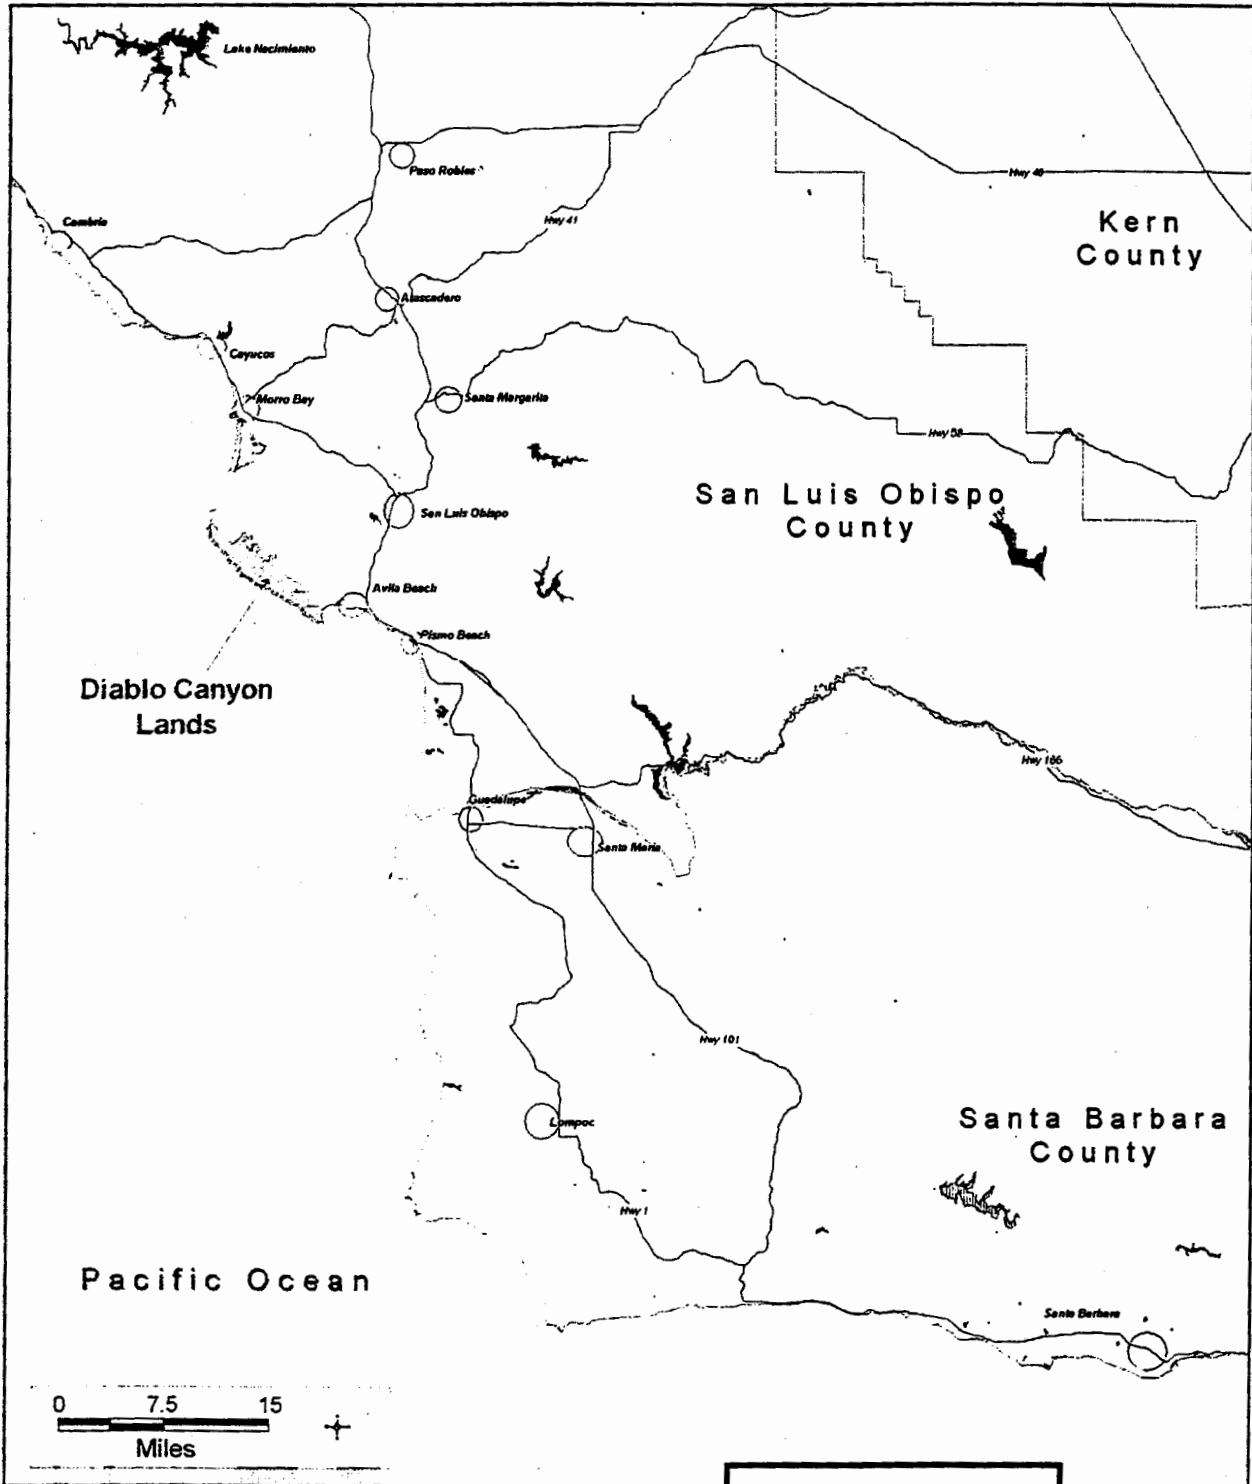 Lake Nacimiento
Paso Robles
Hwy 46
Kern
County
Cambria
Hwy 41
Atascadero
Cayucos
Morro Bay
Santa Margarita
Hwy 58
San Luis Obispo
County
San Luis Obispo
Avila Beach
Pismo Beach
Diablo Canyon
Lands
Hwy 166
Guadalupe
Santa Maria
Hwy 101
Lompoc
Santa Barbara
County
Hwy 1
Pacific Ocean
Santa Barbara
0 7.5 15
Miles